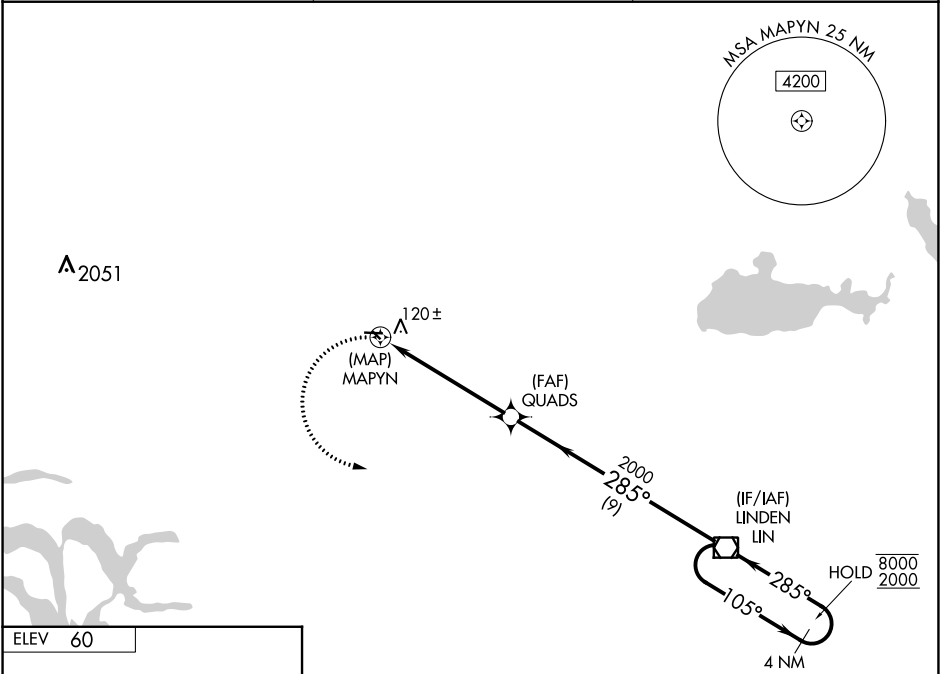 MSA MAPYN 25 NM
4200
2051
120±
(MAP)
MAPYN
(FAF)
QUADS
2000
285°
(9)
(IF/IAF)
LINDEN
LIN
HOLD 8000
2000
285°
105°
4 NM
ELEV 60